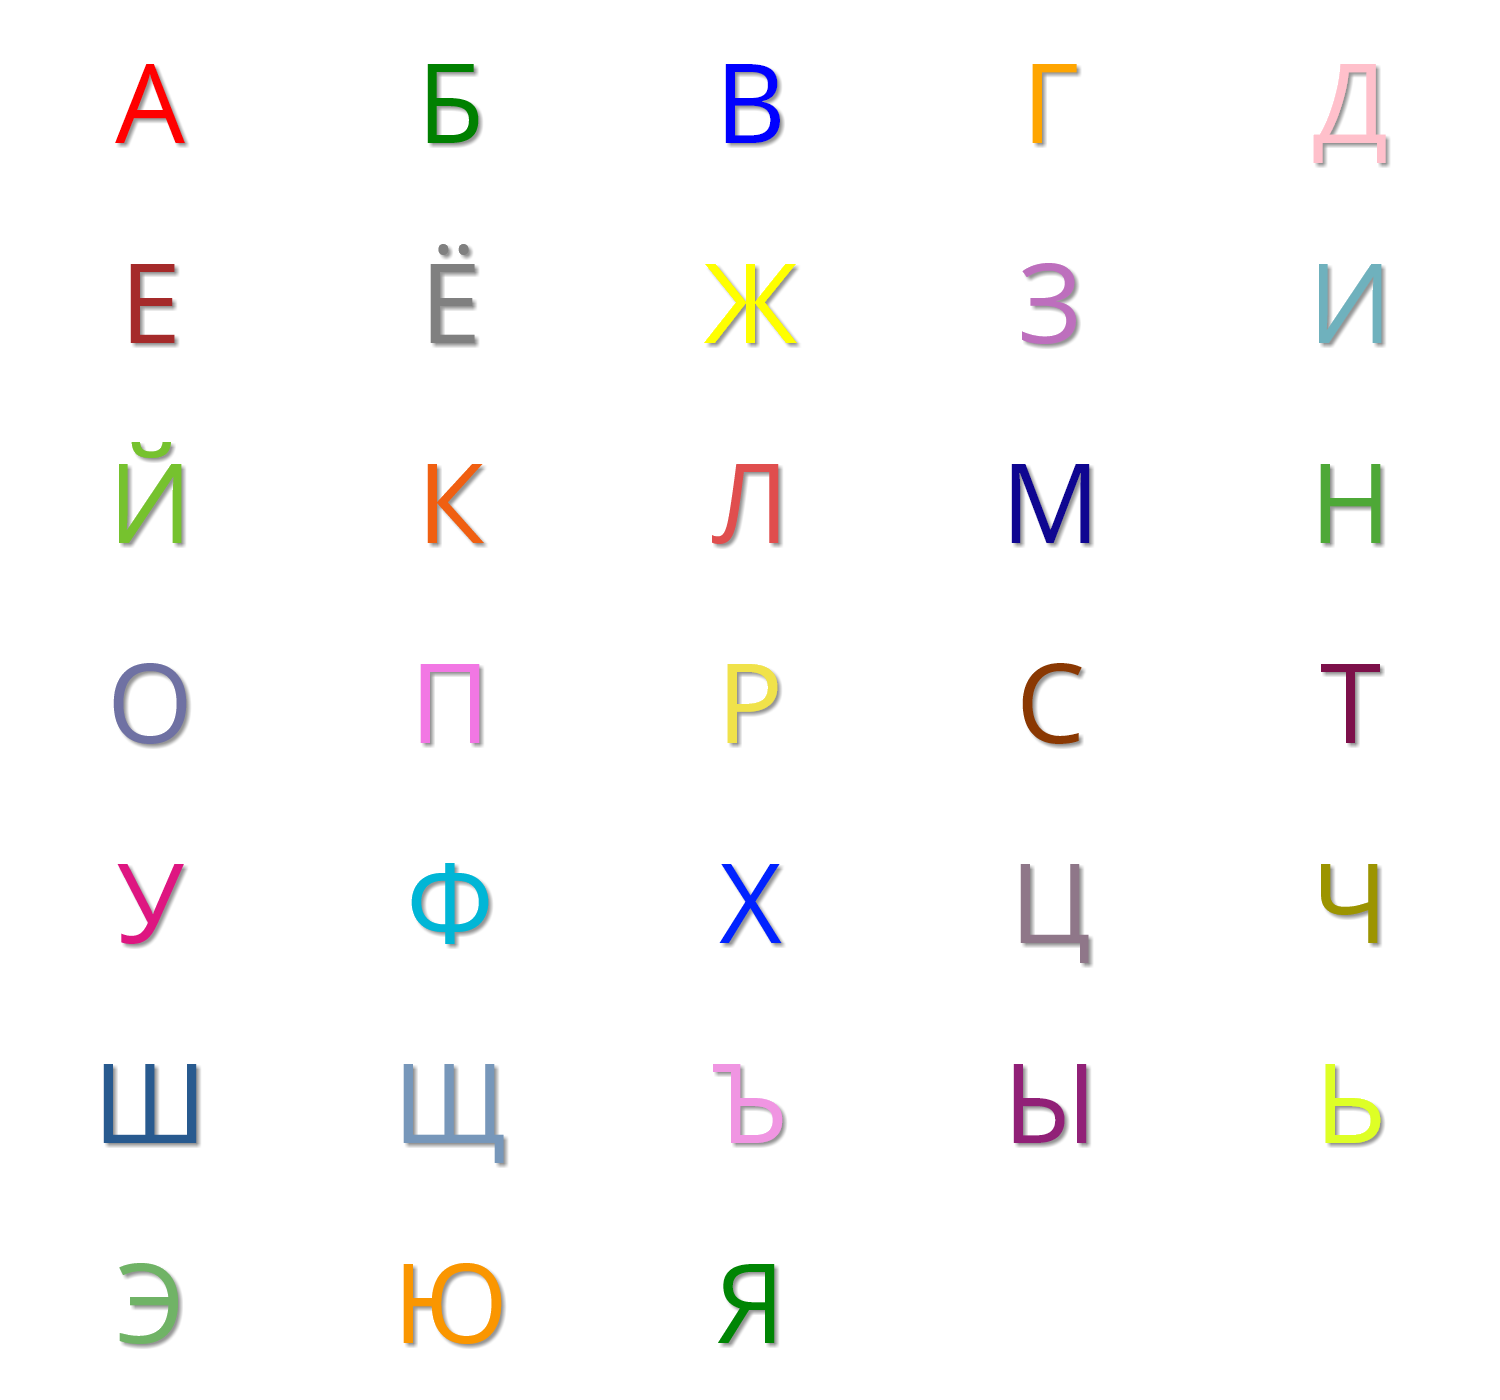 А Б В Г Д
Е Ё Ж З И
Й К Л М Н
О П Р С Т
У Ф Х Ц Ч
Ш Щ Ъ Ы Ь
Э Ю Я